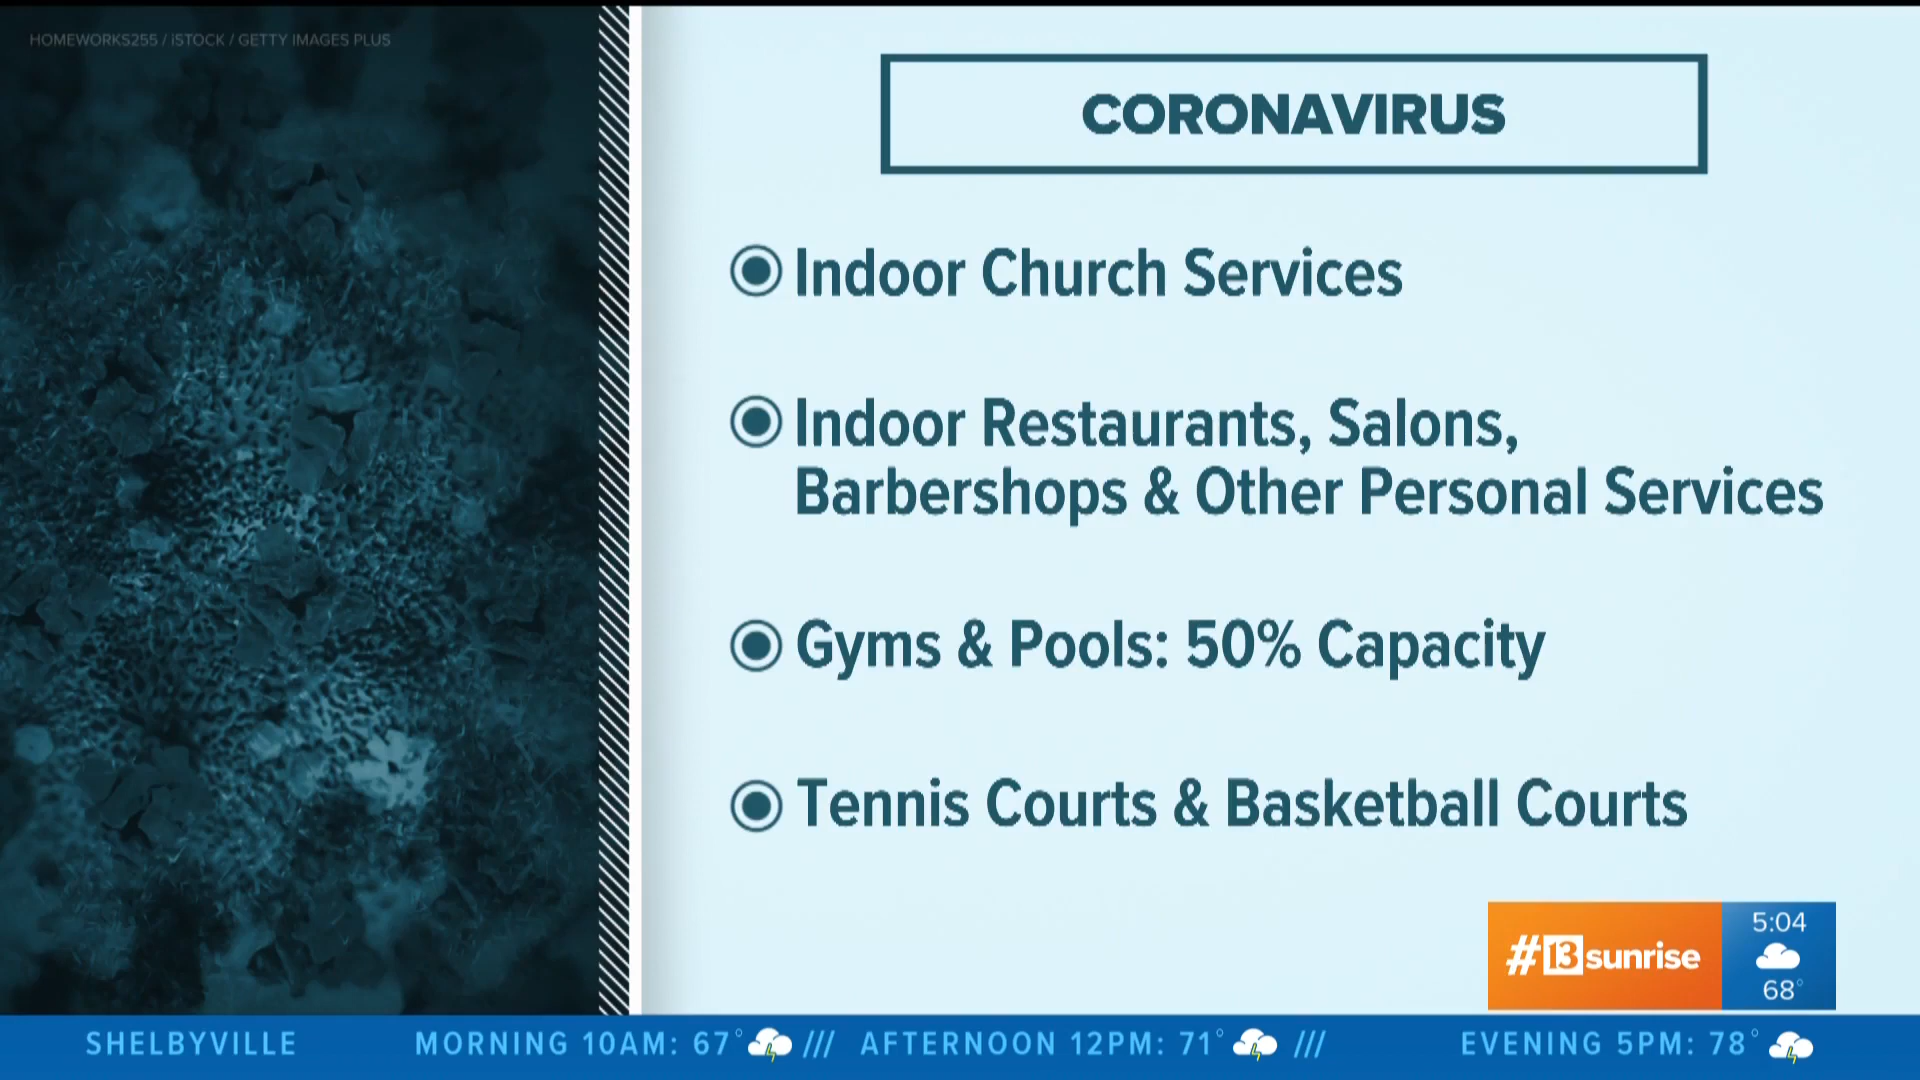 HOMEWORKS255 / iSTOCK / GETTY IMAGES PLUS
CORONAVIRUS
Indoor Church Services
Indoor Restaurants, Salons,
Barbershops & Other Personal Services
Gyms & Pools: 50% Capacity
Tennis Courts & Basketball Courts
#13sunrise
5:04
68°
SHELBYVILLE MORNING 10AM: 67° /// AFTERNOON 12PM: 71° /// EVENING 5PM: 78°